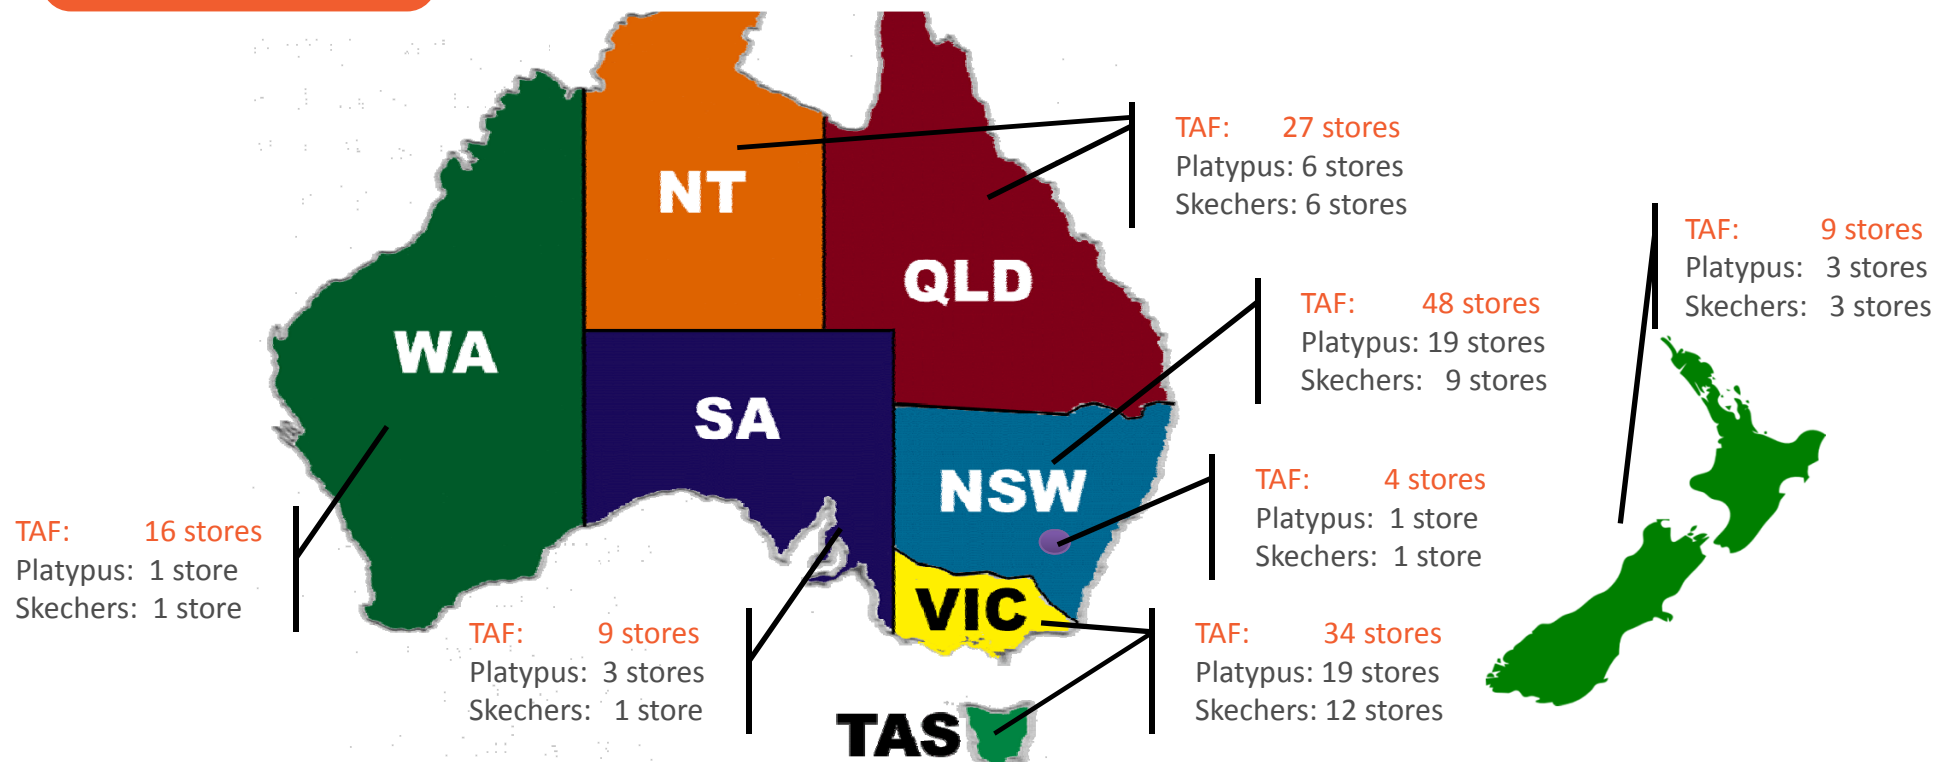 NT
QLD
WA
SA
NSW
VIC
TAS
TAF: 27 stores
Platypus: 6 stores
Skechers: 6 stores
TAF: 9 stores
Platypus: 3 stores
Skechers: 3 stores
TAF: 48 stores
Platypus: 19 stores
Skechers: 9 stores
TAF: 4 stores
Platypus: 1 store
Skechers: 1 store
TAF: 16 stores
Platypus: 1 store
Skechers: 1 store
TAF: 9 stores
Platypus: 3 stores
Skechers: 1 store
TAF: 34 stores
Platypus: 19 stores
Skechers: 12 stores